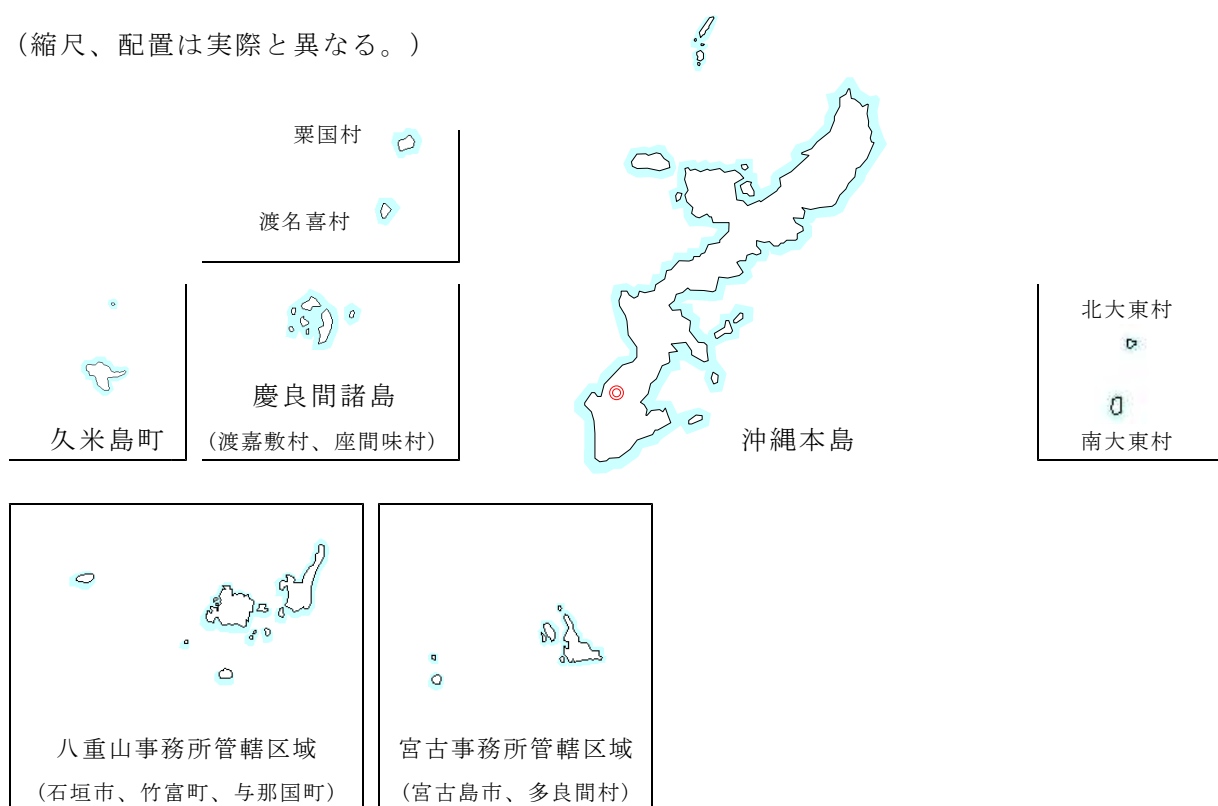 （縮尺、配置は実際と異なる。）
粟国村
渡名喜村
北大東村
慶良間諸島
久米島町
(渡嘉敷村、座間味村)
沖縄本島
南大東村
八重山事務所管轄区域
(石垣市、竹富町、与那国町)
宮古事務所管轄区域
(宮古島市、多良間村)